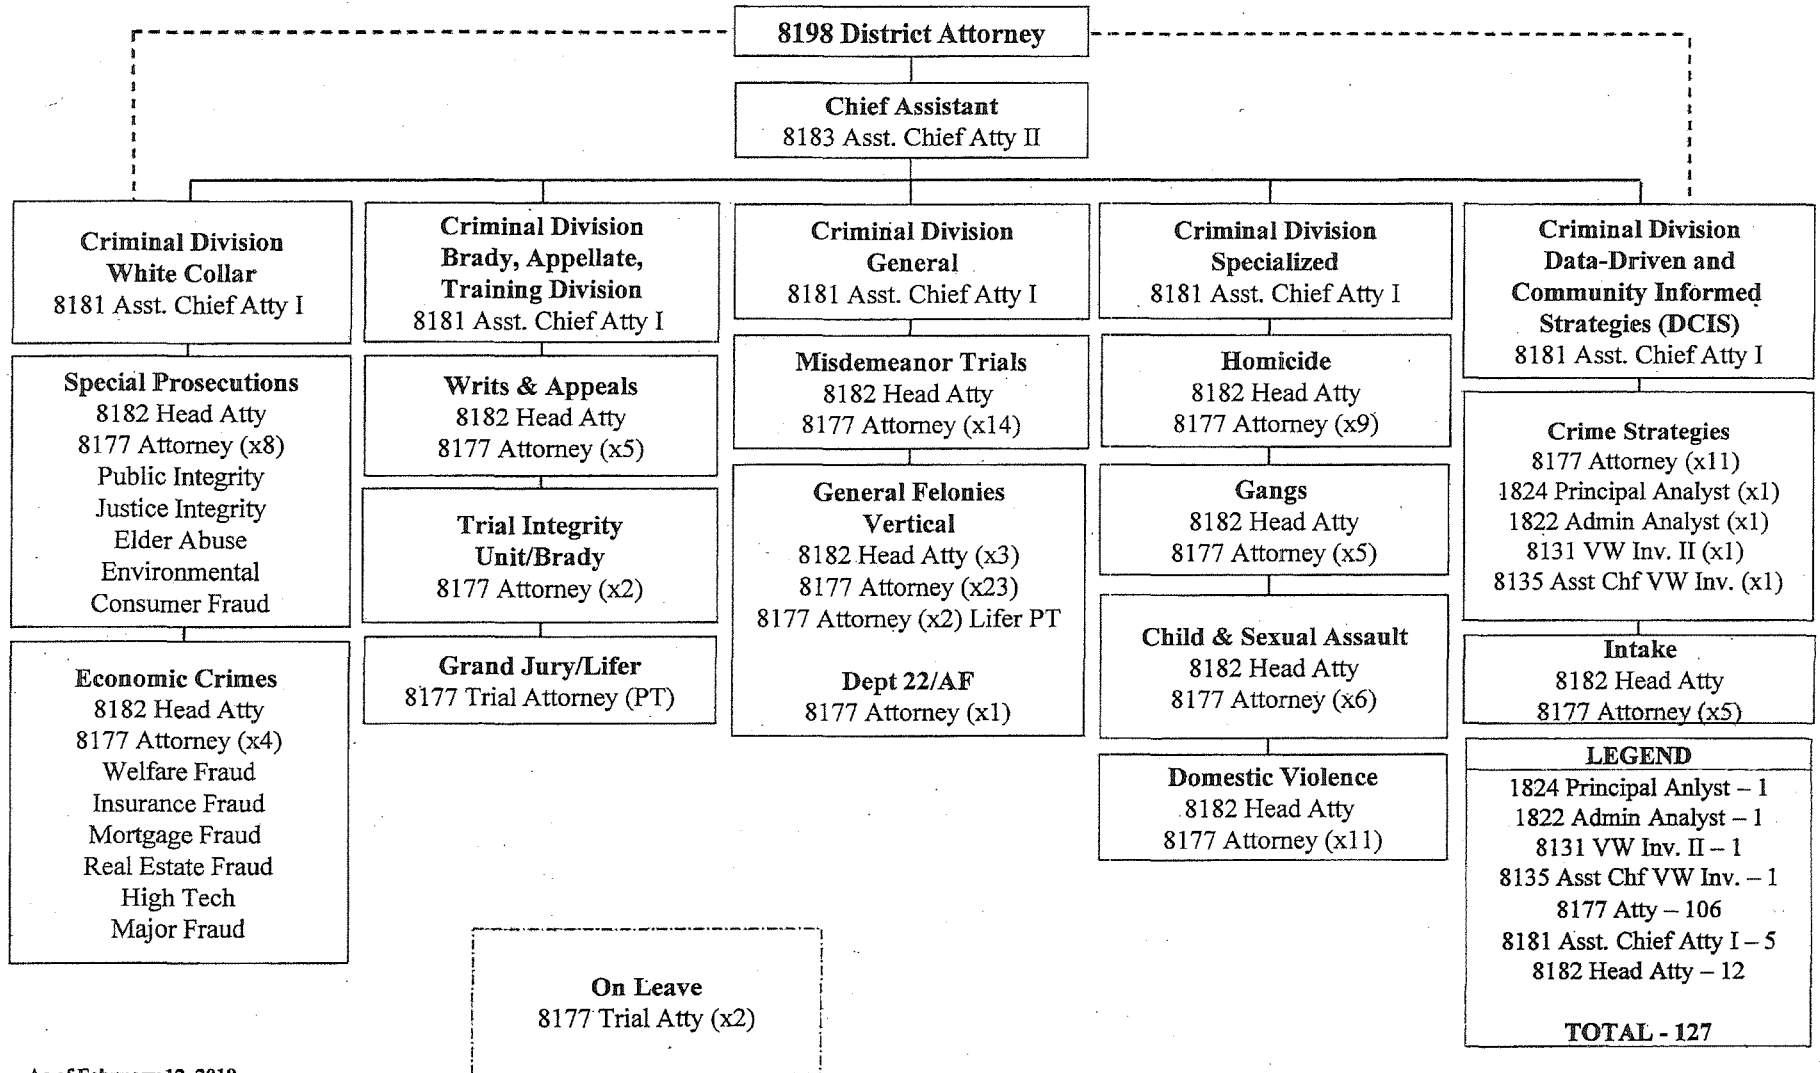 8198 District Attorney
Chief Assistant
8183 Asst. Chief Atty II
Criminal Division
White Collar
8181 Asst. Chief Atty I
Special Prosecutions
8182 Head Atty
8177 Attorney (x8)
Public Integrity
Justice Integrity
Elder Abuse
Environmental
Consumer Fraud
Economic Crimes
8182 Head Atty
8177 Attorney (x4)
Welfare Fraud
Insurance Fraud
Mortgage Fraud
Real Estate Fraud
High Tech
Major Fraud
Criminal Division
Brady, Appellate,
Training Division
8181 Asst. Chief Atty I
Writs & Appeals
8182 Head Atty
8177 Attorney (x5)
Trial Integrity
Unit/Brady
8177 Attorney (x2)
Grand Jury/Lifer
8177 Trial Attorney (PT)
Criminal Division
General
8181 Asst. Chief Atty I
Misdemeanor Trials
8182 Head Atty
8177 Attorney (x14)
General Felonies
Vertical
8182 Head Atty (x3)
8177 Attorney (x23)
8177 Attorney (x2) Lifer PT
Dept 22/AF
8177 Attorney (x1)
Criminal Division
Specialized
8181 Asst. Chief Atty I
Homicide
8182 Head Atty
8177 Attorney (x9)
Gangs
8182 Head Atty
8177 Attorney (x5)
Child & Sexual Assault
8182 Head Atty
8177 Attorney (x6)
Domestic Violence
8182 Head Atty
8177 Attorney (x11)
Criminal Division
Data-Driven and
Community Informed
Strategies (DCIS)
8181 Asst. Chief Atty I
Crime Strategies
8177 Attorney (x11)
1824 Principal Analyst (x1)
1822 Admin Analyst (x1)
8131 VW Inv. II (x1)
8135 Asst Chf VW Inv. (x1)
Intake
8182 Head Atty
8177 Attorney (x5)
LEGEND
1824 Principal Anlyst – 1
1822 Admin Analyst – 1
8131 VW Inv. II – 1
8135 Asst Chf VW Inv. – 1
8177 Atty – 106
8181 Asst. Chief Atty I – 5
8182 Head Atty – 12
TOTAL - 127
On Leave
8177 Trial Atty (x2)
As of February 12,